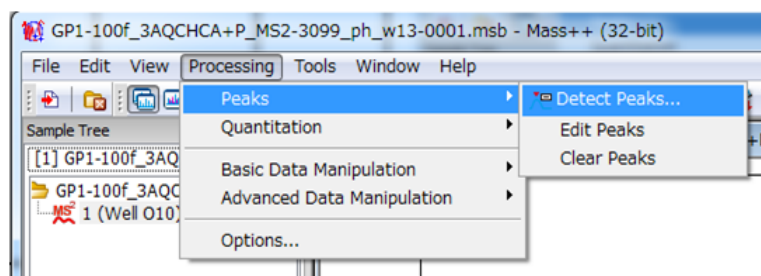 GP1-100f_3AQCHCA+P_MS2-3099_ph_w13-0001.msb - Mass++ (32-bit)
File Edit View Processing Tools Window Help
Peaks
Detect Peaks...
Sample Tree
Quantitation
Edit Peaks
[1] GP1-100f_3AQ
Clear Peaks
Basic Data Manipulation
GP1-100f_3AQC
Advanced Data Manipulation
MS² 1 (Well O10)
Options...